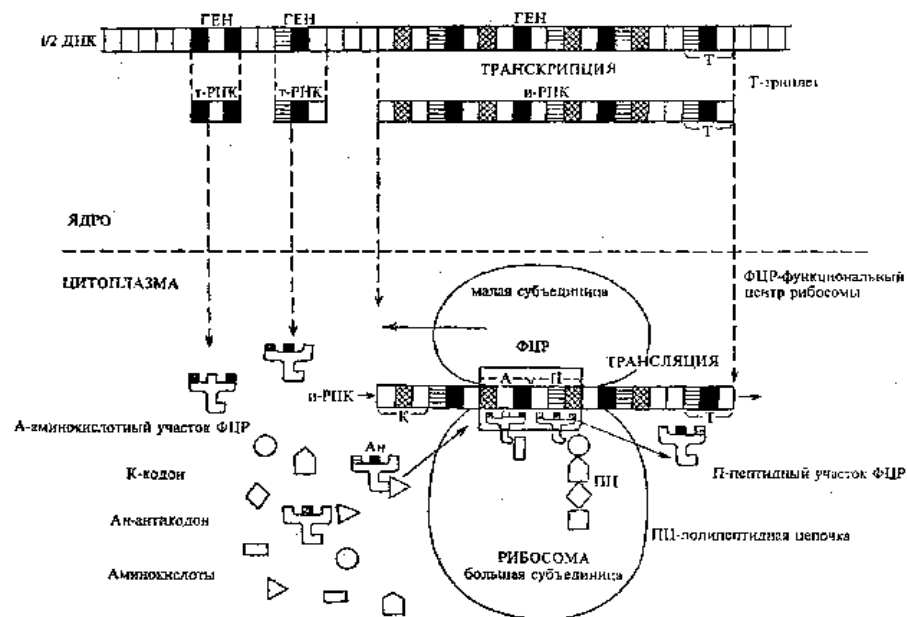 ГЕН ГЕН ГЕН
1/2 ДНК
Т
ТРАНСКРИПЦИЯ
Т-триплет
т-РНК т-РНК и-РНК
Т
ЯДРО
ЦИТОПЛАЗМА
малая субъединица
ФЦР-функциональный
центр рибосомы
ФЦР
ТРАНСЛЯЦИЯ
А П
и-РНК
К Т
А-аминокислотный участок ФЦР
Ан
П-пептидный участок ФЦР
К-кодон
ПЦ
Ан-антикодон
ПЦ-полипептидная цепочка
РИБОСОМА
Аминокислоты
большая субъединица